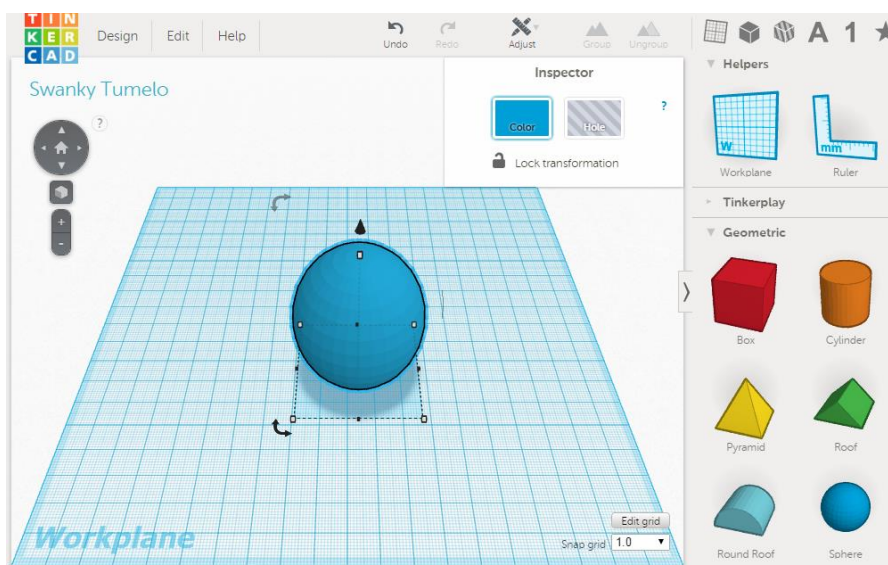 TIN
KER
CAD
Design Edit Help
Undo Redo Adjust Group Ungroup
A 1
Swanky Tumelo
?
Inspector
Color Hole ?
Lock transformation
+
-
Helpers
W mm
Workplane Ruler
Tinkerplay
Geometric
Box Cylinder
Pyramid Roof
Round Roof Sphere
Workplane
Edit grid
Snap grid 1.0